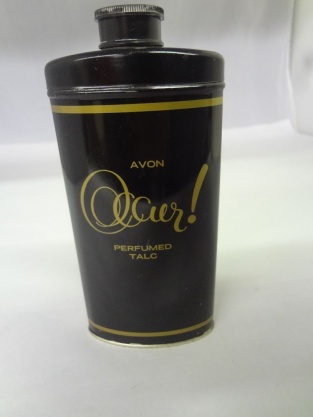 AVON
Occur!
PERFUMED
TALC